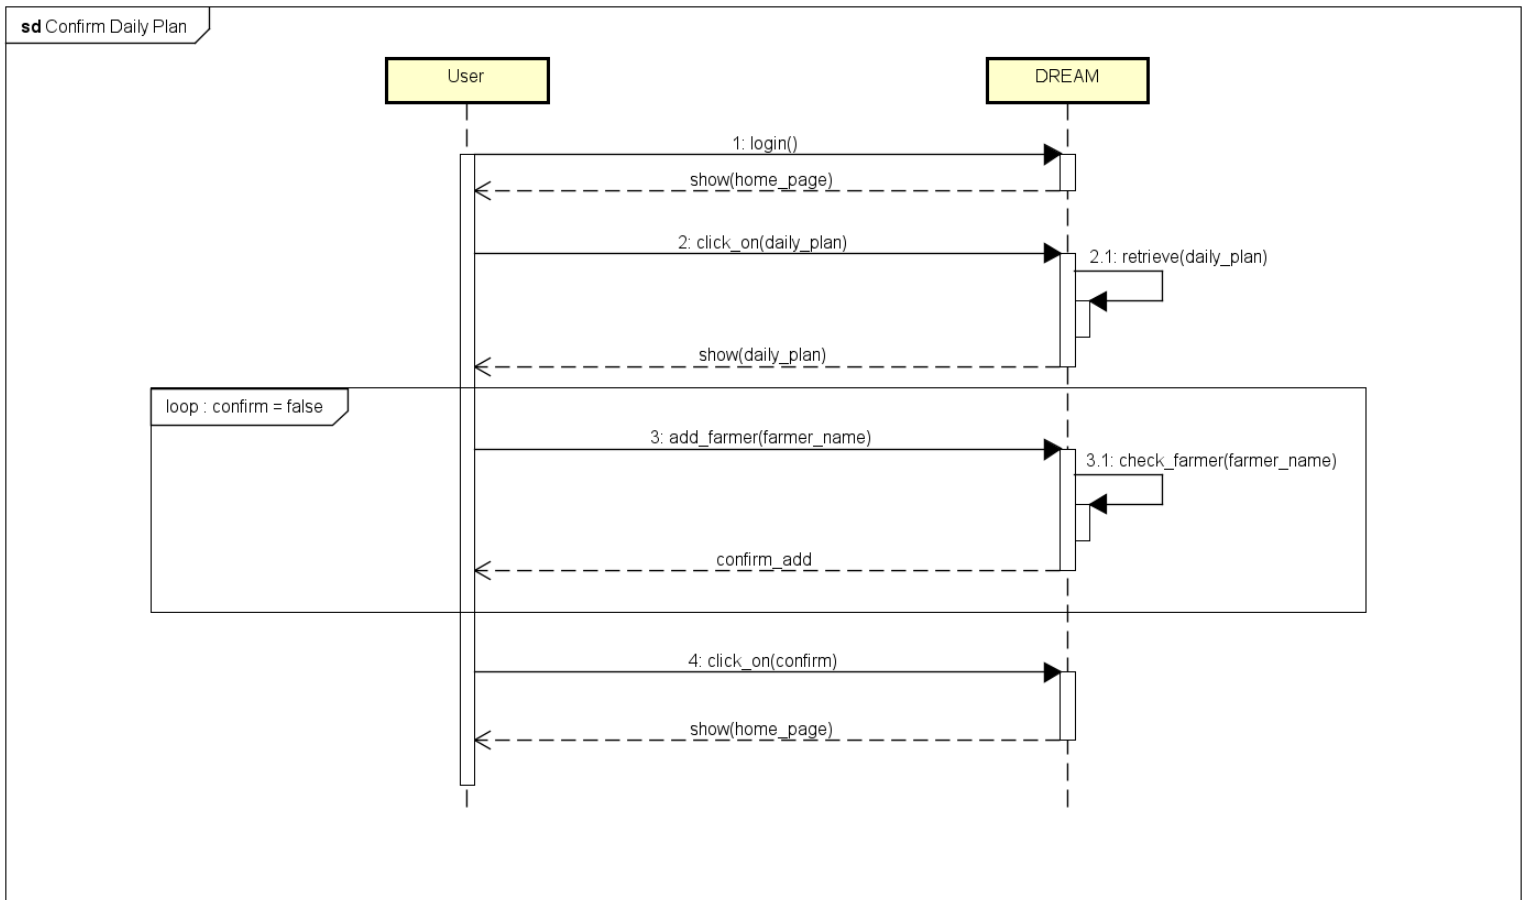 sd Confirm Daily Plan
User
DREAM
1: login()
show(home_page)
2: click_on(daily_plan)
2.1: retrieve(daily_plan)
show(daily_plan)
loop : confirm = false
3: add_farmer(farmer_name)
3.1: check_farmer(farmer_name)
confirm_add
4: click_on(confirm)
show(home_page)